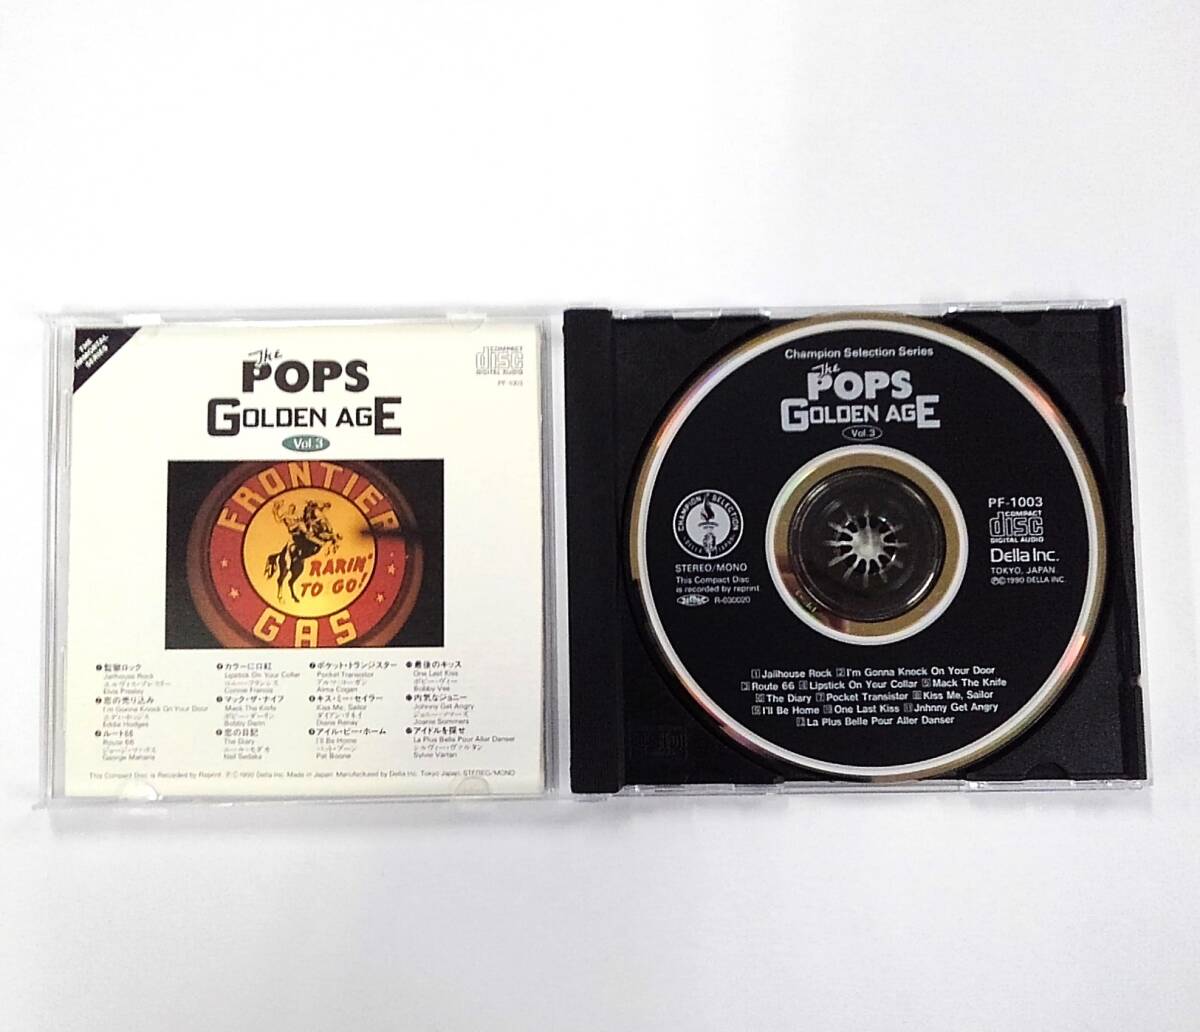 THE
IMMORTAL
SERIES
The
POPS
GOLDEN AGE
Vol.3
COMPACT
disc
DIGITAL AUDIO
PF-1003
FRONTIER
RARIN'
TO GO!
GAS
監獄ロック
Jailhouse Rock
エルヴィス・プレスリー
Elvis Presley
恋の売り込み
I'm Gonna Knock On Your Door
エディ・ホッジス
Eddie Hodges
ルート66
Route 66
ジョージ・マハリス
George Maharis
カラーに口紅
Lipstick On Your Collar
コニー・フランシス
Connie Francis
マック・ザ・ナイフ
Mack The Knife
ボビー・ダーリン
Bobby Darin
恋の日記
The Diary
ニール・セダカ
Neil Sedaka
ポケット・トランジスター
Pocket Transistor
アルマ・コーガン
Alma Cogan
キス・ミー・セイラー
Kiss Me, Sailor
ダイアン・リネイ
Diane Renay
アイル・ビー・ホーム
I'll Be Home
パット・ブーン
Pat Boone
最後のキッス
One Last Kiss
ボビー・ヴィー
Bobby Vee
内気なジョニー
Johnny Get Angry
ジョニー・ソマーズ
Joanie Sommers
アイドルを探せ
La Plus Belle Pour Aller Danser
シルヴィー・ヴァルタン
Sylvie Vartan
This Compact Disc is Recorded by Reprint. ℗©1990 Della Inc. Made in Japan. Manufactured by Della Inc. Tokyo Japan. STEREO/MONO
Champion Selection Series
The
POPS
GOLDEN AGE
Vol.3
CHAMPION SELECTION
DELLA JAPAN
STEREO/MONO
This Compact Disc
is recorded by reprint
R-030020
PF-1003
COMPACT
disc
DIGITAL AUDIO
Della Inc.
TOKYO, JAPAN
℗©1990 DELLA INC.
1 Jailhouse Rock 2 I'm Gonna Knock On Your Door
3 Route 66 4 Lipstick On Your Collar 5 Mack The Knife
6 The Diary 7 Pocket Transistor 8 Kiss Me, Sailor
9 I'll Be Home 10 One Last Kiss 11 Jnhnny Get Angry
12 La Plus Belle Pour Aller Danser